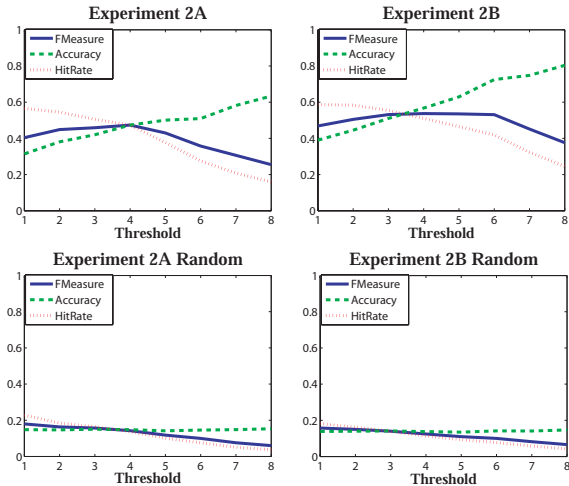 Experiment 2A
1
0.8
0.6
0.4
0.2
0
FMeasure
Accuracy
HitRate
1 2 3 4 5 6 7 8
Threshold
Experiment 2B
1
0.8
0.6
0.4
0.2
0
FMeasure
Accuracy
HitRate
1 2 3 4 5 6 7 8
Threshold
Experiment 2A Random
1
0.8
0.6
0.4
0.2
0
FMeasure
Accuracy
HitRate
1 2 3 4 5 6 7 8
Threshold
Experiment 2B Random
1
0.8
0.6
0.4
0.2
0
FMeasure
Accuracy
HitRate
1 2 3 4 5 6 7 8
Threshold